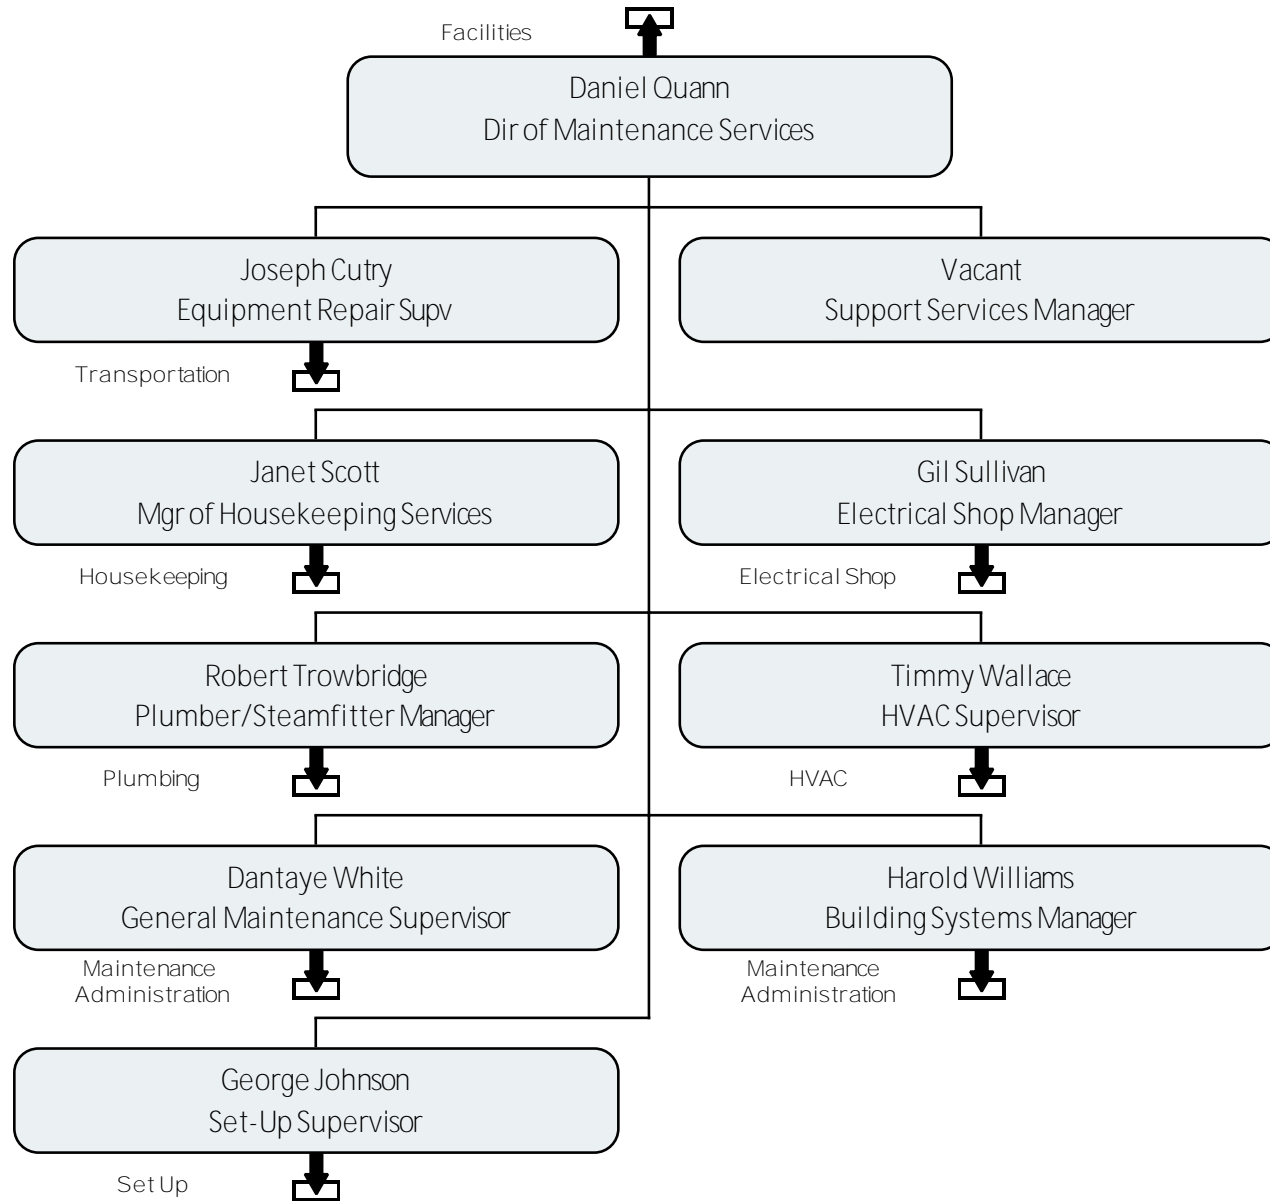 Facilities
Daniel Quann
Dir of Maintenance Services
Joseph Cutry
Equipment Repair Supv
Vacant
Support Services Manager
Transportation
Janet Scott
Mgr of Housekeeping Services
Gil Sullivan
Electrical Shop Manager
Housekeeping
Electrical Shop
Robert Trowbridge
Plumber/Steamfitter Manager
Timmy Wallace
HVAC Supervisor
Plumbing
HVAC
Dantaye White
General Maintenance Supervisor
Harold Williams
Building Systems Manager
Maintenance
Administration
Maintenance
Administration
George Johnson
Set-Up Supervisor
Set Up